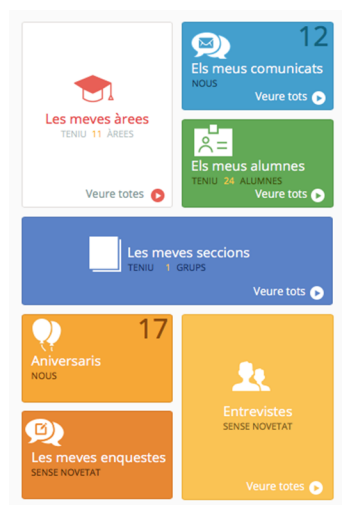 Les meves àrees
TENIU 11 ÀREES
Veure totes
12
Els meus comunicats
NOUS
Veure tots
Els meus alumnes
TENIU 24 ALUMNES
Veure tots
Les meves seccions
TENIU 1 GRUPS
Veure tots
17
Aniversaris
NOUS
Les meves enquestes
SENSE NOVETAT
Entrevistes
SENSE NOVETAT
Veure totes